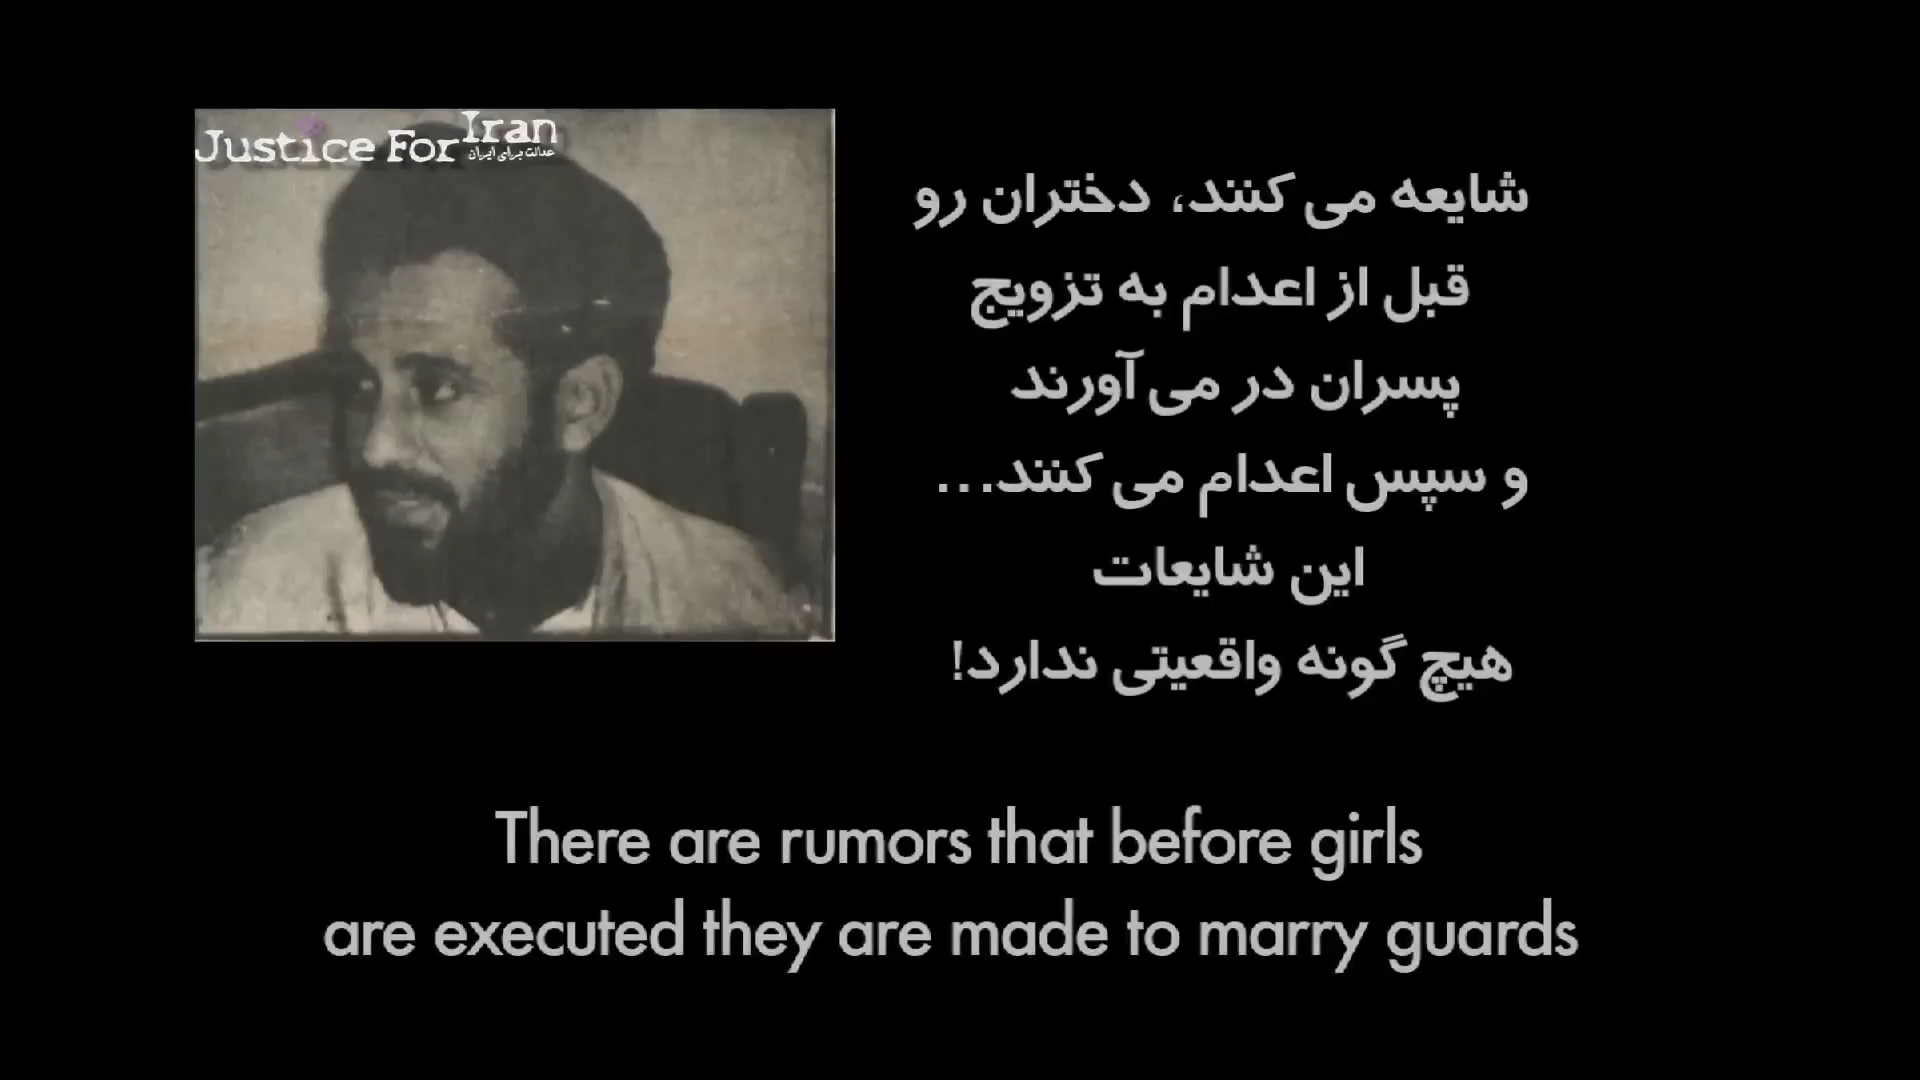 Justice For Iran
عدالت برای ایران
شایعه می کنند، دختران رو
قبل از اعدام به تزویج
پسران در می آورند
و سپس اعدام می کنند...
این شایعات
هیچ گونه واقعیتی ندارد!
There are rumors that before girls
are executed they are made to marry guards